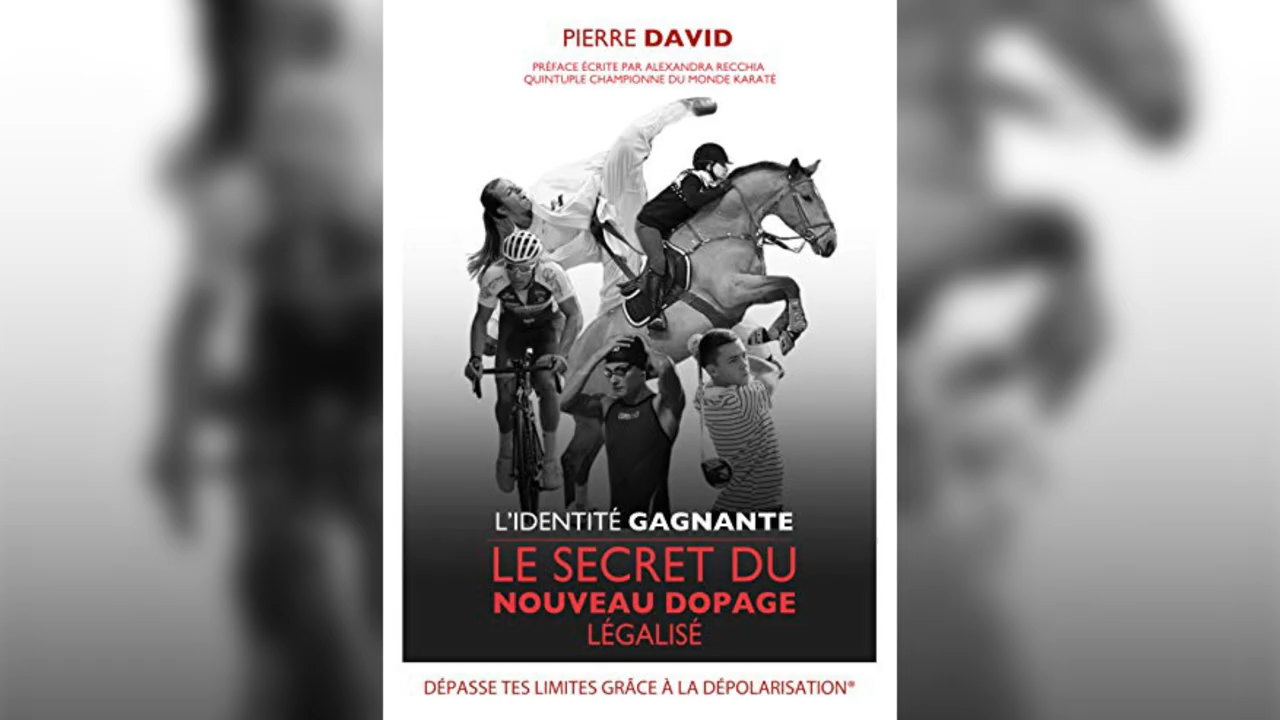 PIERRE DAVID
PRÉFACE ÉCRITE PAR ALEXANDRA RECCHIA
QUINTUPLE CHAMPIONNE DU MONDE KARATÉ
L'IDENTITÉ GAGNANTE
LE SECRET DU
NOUVEAU DOPAGE
LÉGALISÉ
DÉPASSE TES LIMITES GRÂCE À LA DÉPOLARISATION®